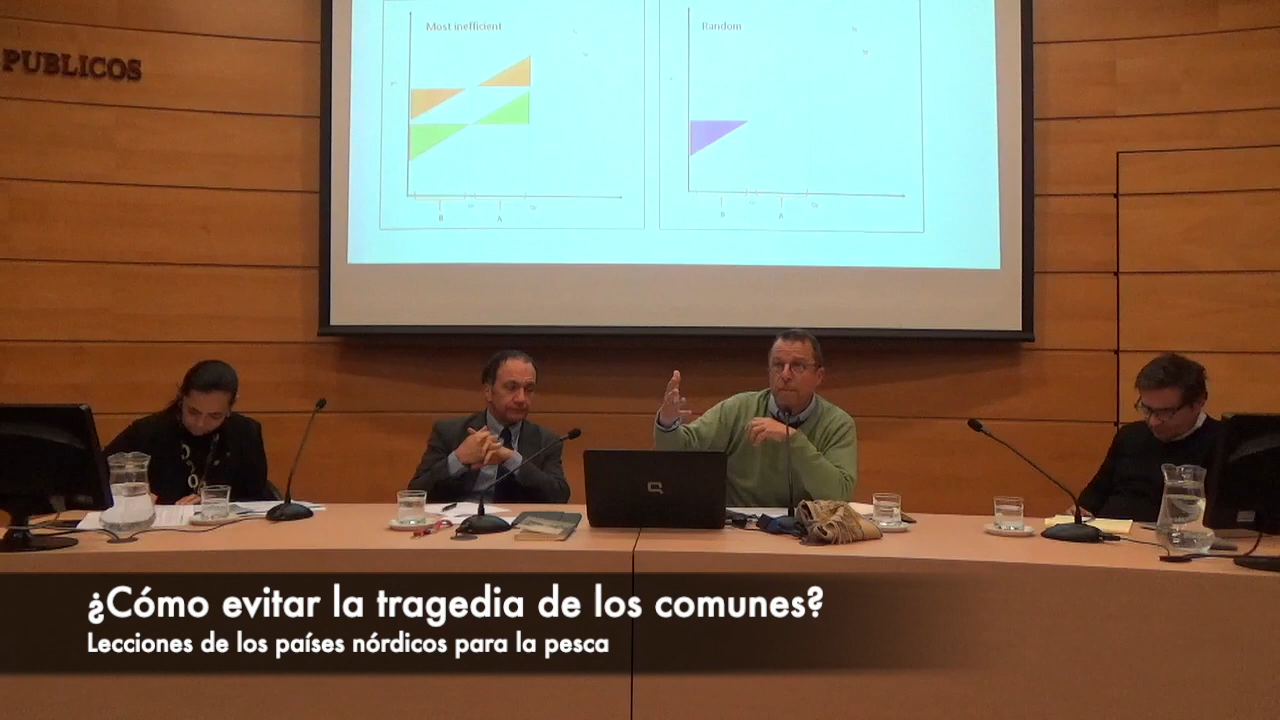 PUBLICOS
Most inefficient
Random
B
A
B
A
¿Cómo evitar la tragedia de los comunes?
Lecciones de los países nórdicos para la pesca